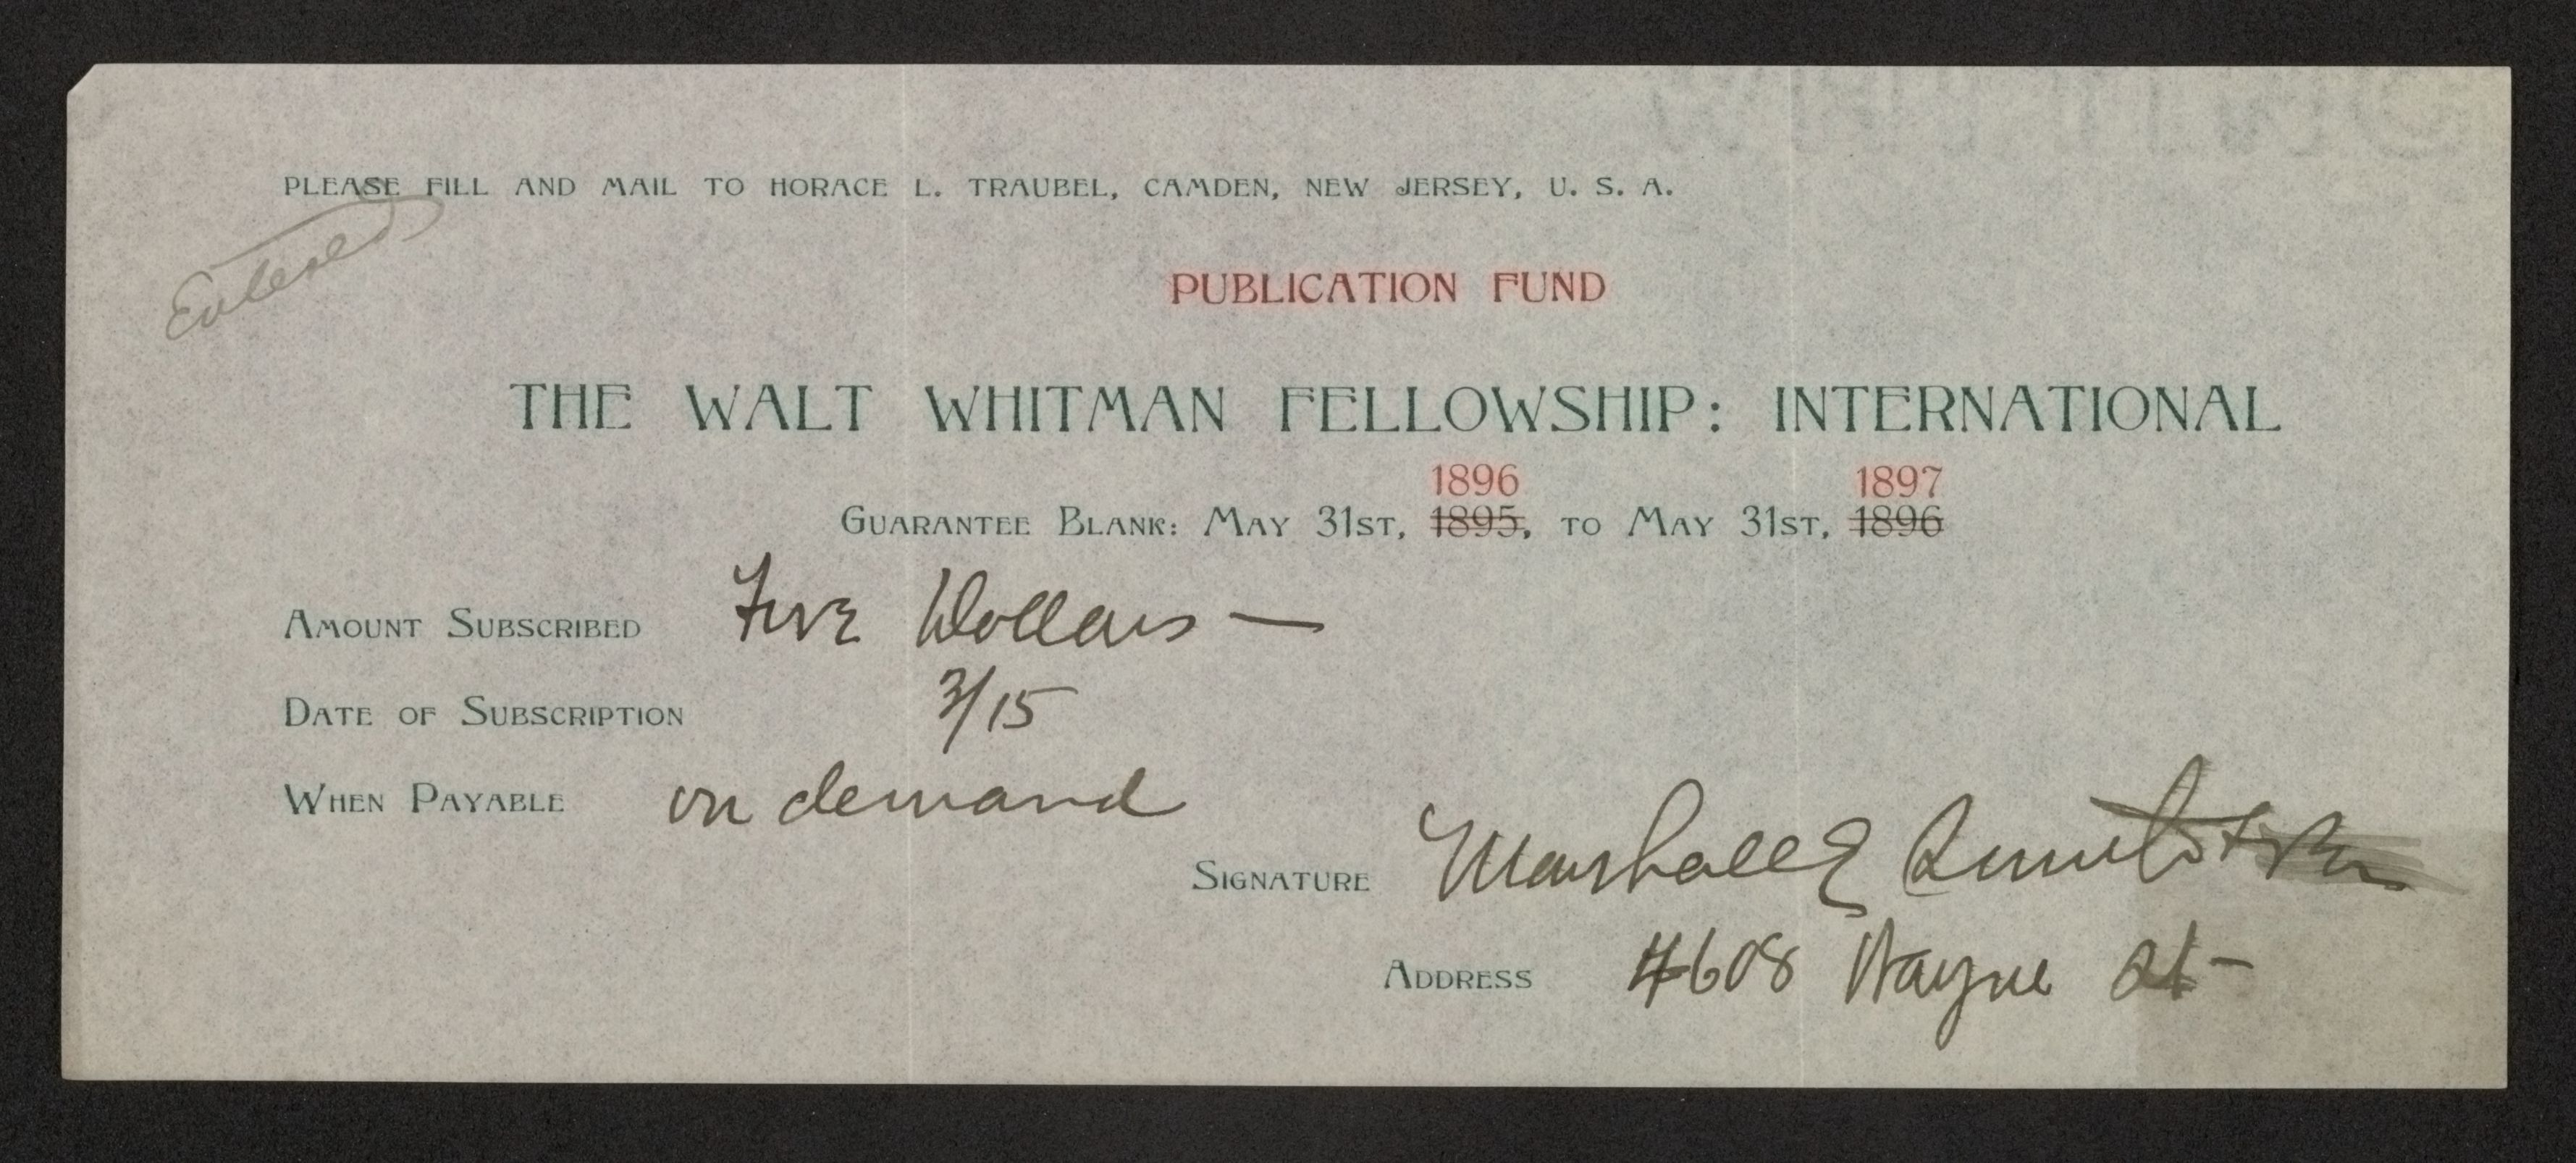 PLEASE FILL AND MAIL TO HORACE L. TRAUBEL, CAMDEN, NEW JERSEY, U. S. A.
Entered
PUBLICATION FUND
THE WALT WHITMAN FELLOWSHIP: INTERNATIONAL
1896 1897
GUARANTEE BLANK: MAY 31ST, 1895, TO MAY 31ST, 1896
AMOUNT SUBSCRIBED Five Dollars —
DATE OF SUBSCRIPTION 3/15
WHEN PAYABLE on demand
SIGNATURE Marshall E
ADDRESS #608 Wayne st -